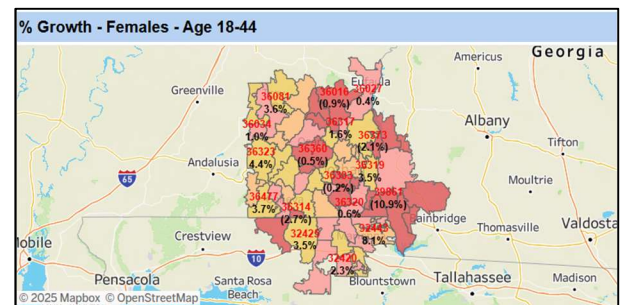 % Growth - Females - Age 18-44
Georgia
Americus
Greenville
Eufaula
36016
(0.9%)
36027
0.4%
36081
3.6%
Albany
36034
1.0%
36317
1.6%
36373
(2.1%)
Tifton
36323
4.4%
36360
(0.5%)
Andalusia
36319
3.5%
65
36303
(0.2%)
Moultrie
36477
3.7%
39861
(10.9%)
36314
(2.7%)
36320
0.6%
Bainbridge
Thomasville
Valdosta
Crestview
32425
3.5%
8.1%
Mobile
10
32420
2.3%
Pensacola
Santa Rosa
Beach
Blountstown
Tallahassee
Madison
© 2025 Mapbox © OpenStreetMap